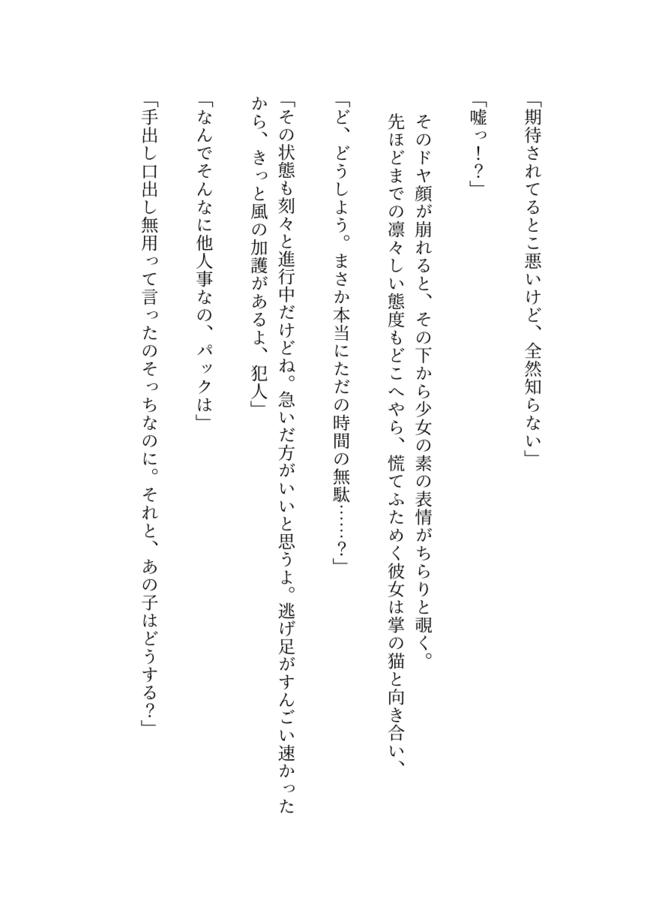 「期待されてるとこ悪いけど、全然知らない」
「嘘っ！？」
そのドヤ顔が崩れると、その下から少女の素の表情がちらりと覗く。
先ほどまでの凛々しい態度もどこへやら、慌てふためく彼女は掌の猫と向き合い、
「ど、どうしよう。まさか本当にただの時間の無駄……？」
「その状態も刻々と進行中だけどね。急いだ方がいいと思うよ。逃げ足がすんごい速かった
から、きっと風の加護があるよ、犯人」
「なんでそんなに他人事なの、パックは」
「手出し口出し無用って言ったのそっちなのに。それと、あの子はどうする？」